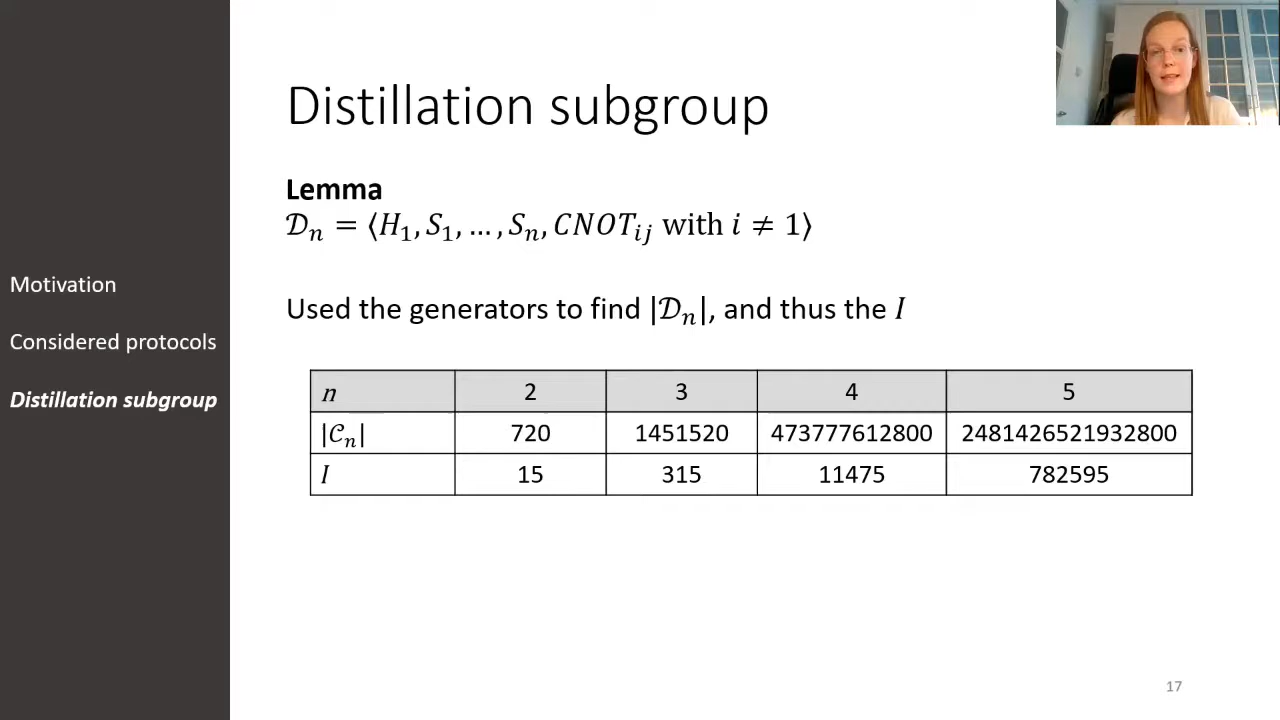 Distillation subgroup
Lemma
𝒟ₙ = ⟨H₁, S₁, …, Sₙ, CNOTᵢⱼ with i ≠ 1⟩
Motivation
Used the generators to find |𝒟ₙ|, and thus the I
Considered protocols
Distillation subgroup
n 2 3 4 5
|𝒞ₙ| 720 1451520 473777612800 2481426521932800
I 15 315 11475 782595
17